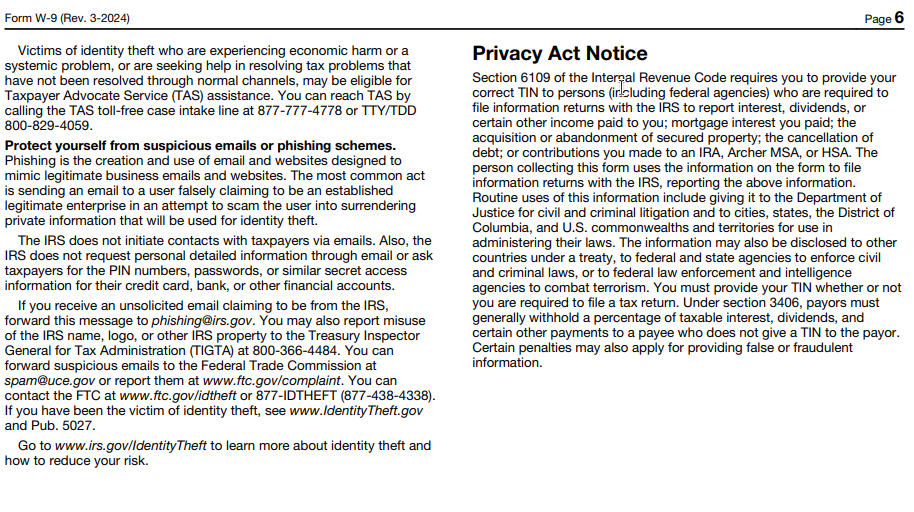 Form W-9 (Rev. 3-2024)
Page 6
Victims of identity theft who are experiencing economic harm or a
systemic problem, or are seeking help in resolving tax problems that
have not been resolved through normal channels, may be eligible for
Taxpayer Advocate Service (TAS) assistance. You can reach TAS by
calling the TAS toll-free case intake line at 877-777-4778 or TTY/TDD
800-829-4059.
Protect yourself from suspicious emails or phishing schemes.
Phishing is the creation and use of email and websites designed to
mimic legitimate business emails and websites. The most common act
is sending an email to a user falsely claiming to be an established
legitimate enterprise in an attempt to scam the user into surrendering
private information that will be used for identity theft.
The IRS does not initiate contacts with taxpayers via emails. Also, the
IRS does not request personal detailed information through email or ask
taxpayers for the PIN numbers, passwords, or similar secret access
information for their credit card, bank, or other financial accounts.
If you receive an unsolicited email claiming to be from the IRS,
forward this message to phishing@irs.gov. You may also report misuse
of the IRS name, logo, or other IRS property to the Treasury Inspector
General for Tax Administration (TIGTA) at 800-366-4484. You can
forward suspicious emails to the Federal Trade Commission at
spam@uce.gov or report them at www.ftc.gov/complaint. You can
contact the FTC at www.ftc.gov/idtheft or 877-IDTHEFT (877-438-4338).
If you have been the victim of identity theft, see www.IdentityTheft.gov
and Pub. 5027.
Go to www.irs.gov/IdentityTheft to learn more about identity theft and
how to reduce your risk.
Privacy Act Notice
Section 6109 of the Internal Revenue Code requires you to provide your
correct TIN to persons (including federal agencies) who are required to
file information returns with the IRS to report interest, dividends, or
certain other income paid to you; mortgage interest you paid; the
acquisition or abandonment of secured property; the cancellation of
debt; or contributions you made to an IRA, Archer MSA, or HSA. The
person collecting this form uses the information on the form to file
information returns with the IRS, reporting the above information.
Routine uses of this information include giving it to the Department of
Justice for civil and criminal litigation and to cities, states, the District of
Columbia, and U.S. commonwealths and territories for use in
administering their laws. The information may also be disclosed to other
countries under a treaty, to federal and state agencies to enforce civil
and criminal laws, or to federal law enforcement and intelligence
agencies to combat terrorism. You must provide your TIN whether or not
you are required to file a tax return. Under section 3406, payors must
generally withhold a percentage of taxable interest, dividends, and
certain other payments to a payee who does not give a TIN to the payor.
Certain penalties may also apply for providing false or fraudulent
information.